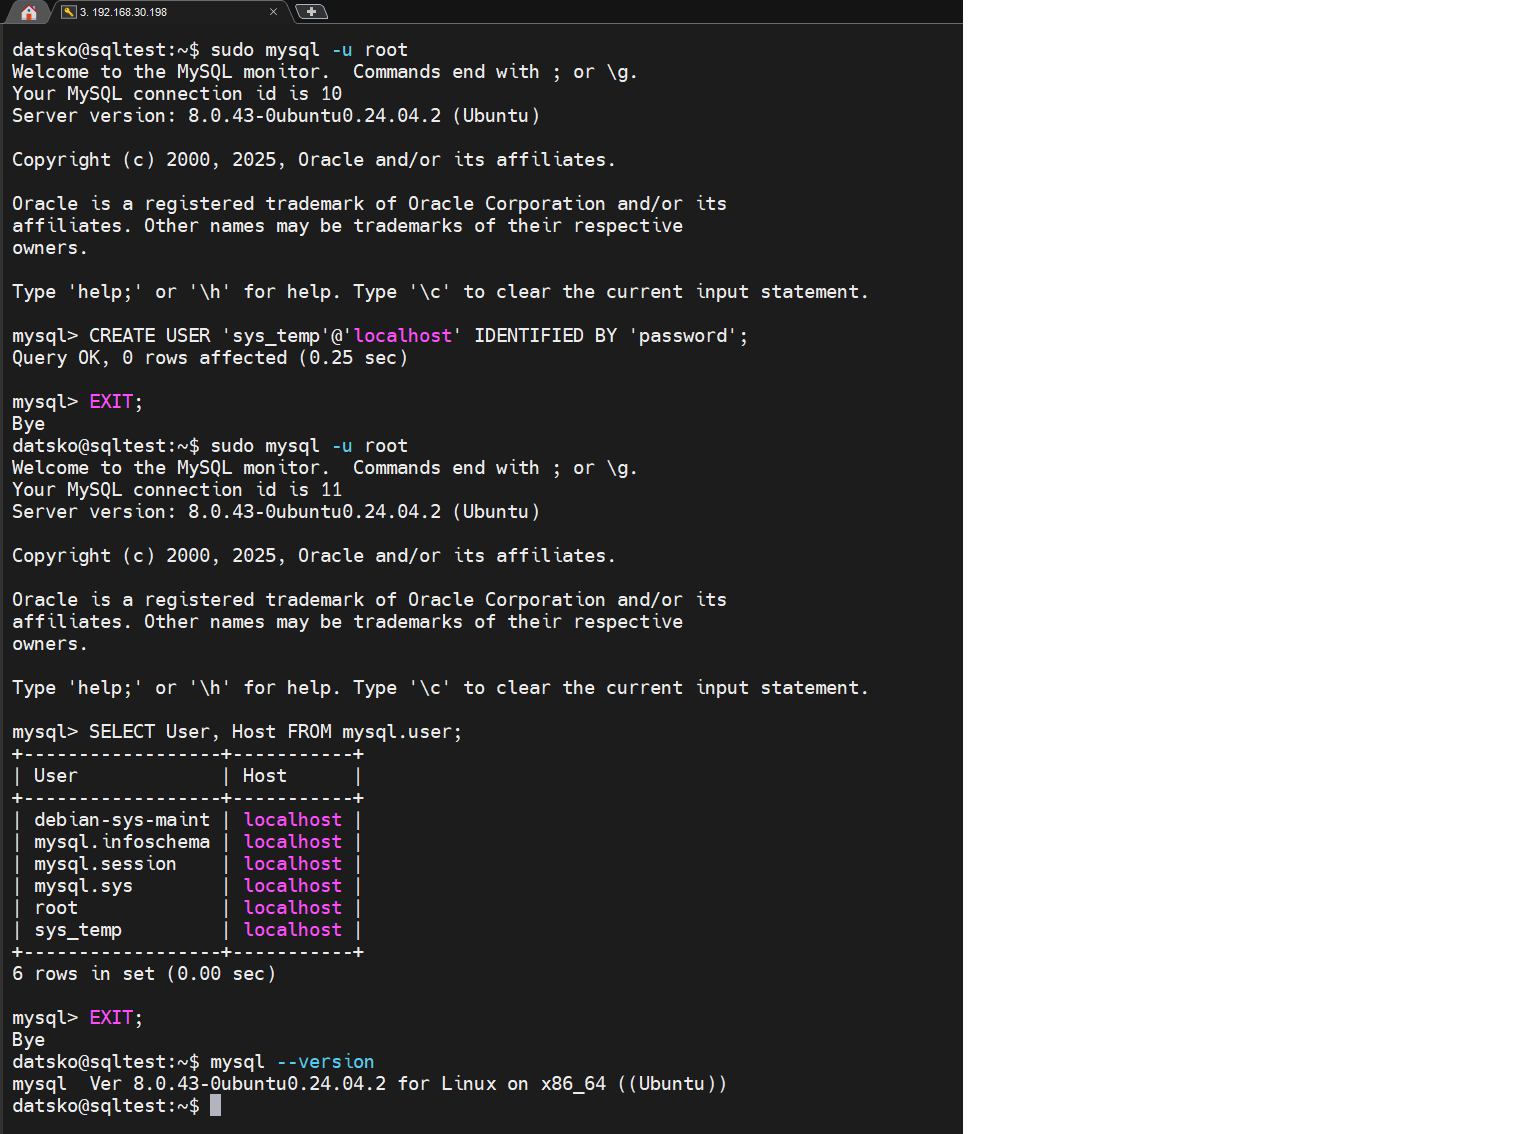 3. 192.168.30.198
datsko@sqltest:~$ sudo mysql -u root
Welcome to the MySQL monitor.  Commands end with ; or \g.
Your MySQL connection id is 10
Server version: 8.0.43-0ubuntu0.24.04.2 (Ubuntu)

Copyright (c) 2000, 2025, Oracle and/or its affiliates.

Oracle is a registered trademark of Oracle Corporation and/or its
affiliates. Other names may be trademarks of their respective
owners.

Type 'help;' or '\h' for help. Type '\c' to clear the current input statement.

mysql> CREATE USER 'sys_temp'@'localhost' IDENTIFIED BY 'password';
Query OK, 0 rows affected (0.25 sec)

mysql> EXIT;
Bye
datsko@sqltest:~$ sudo mysql -u root
Welcome to the MySQL monitor.  Commands end with ; or \g.
Your MySQL connection id is 11
Server version: 8.0.43-0ubuntu0.24.04.2 (Ubuntu)

Copyright (c) 2000, 2025, Oracle and/or its affiliates.

Oracle is a registered trademark of Oracle Corporation and/or its
affiliates. Other names may be trademarks of their respective
owners.

Type 'help;' or '\h' for help. Type '\c' to clear the current input statement.

mysql> SELECT User, Host FROM mysql.user;
+------------------+-----------+
| User             | Host      |
+------------------+-----------+
| debian-sys-maint | localhost |
| mysql.infoschema | localhost |
| mysql.session    | localhost |
| mysql.sys        | localhost |
| root             | localhost |
| sys_temp         | localhost |
+------------------+-----------+
6 rows in set (0.00 sec)

mysql> EXIT;
Bye
datsko@sqltest:~$ mysql --version
mysql  Ver 8.0.43-0ubuntu0.24.04.2 for Linux on x86_64 ((Ubuntu))
datsko@sqltest:~$